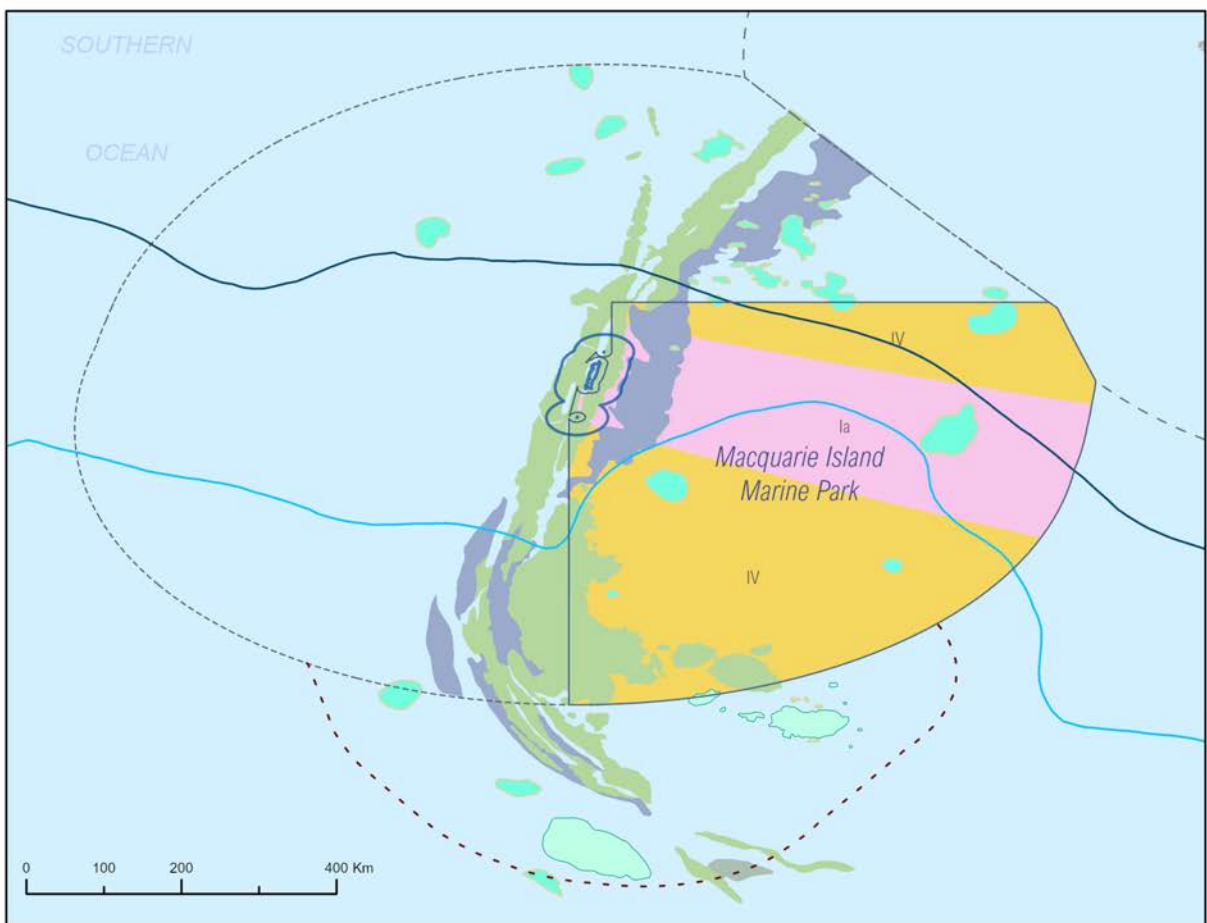 SOUTHERN
OCEAN
IV
Ia
Macquarie Island
Marine Park
IV
0 100 200 400 Km